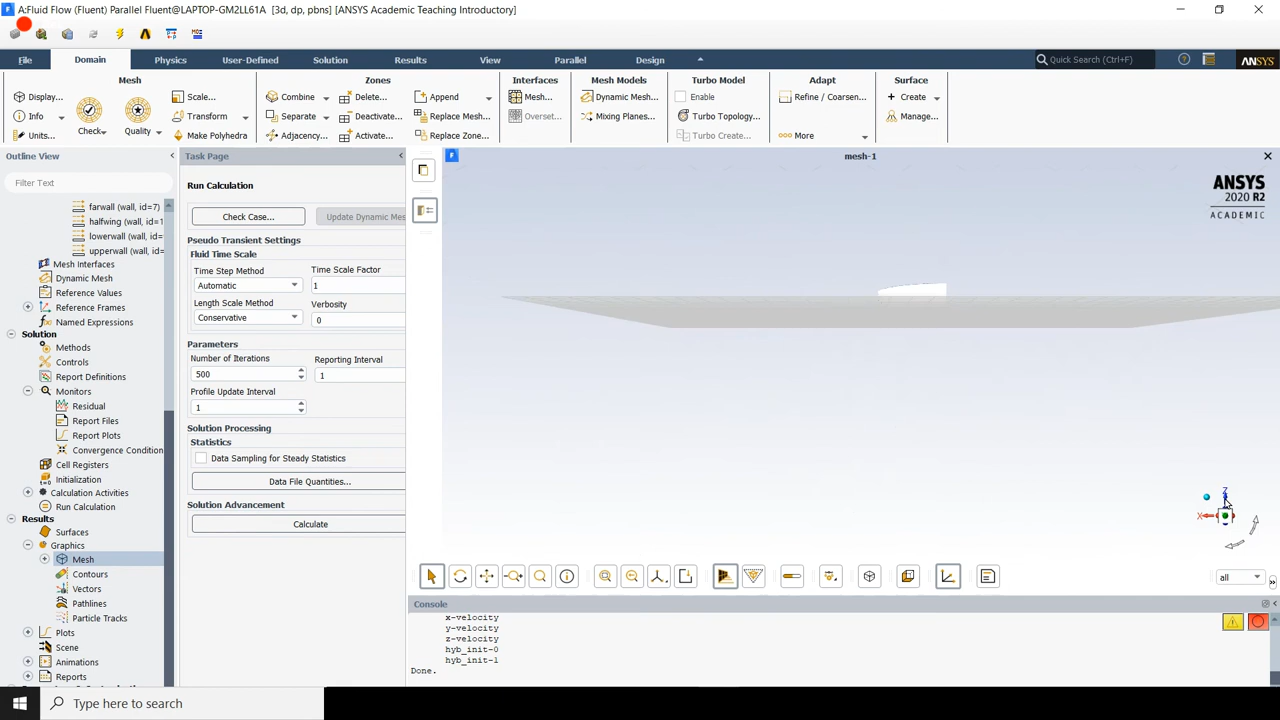 A:Fluid Flow (Fluent) Parallel Fluent@LAPTOP-GM2LL61A [3d, dp, pbns] [ANSYS Academic Teaching Introductory]
File Domain Physics User-Defined Solution Results View Parallel Design Quick Search (Ctrl+F) ANSYS
Mesh Zones Interfaces Mesh Models Turbo Model Adapt Surface
Display... Scale... Combine Delete... Append Mesh... Dynamic Mesh... Enable Refine / Coarsen... Create
Info Check Quality Transform Separate Deactivate... Replace Mesh... Overset... Mixing Planes... Turbo Topology... Manage...
Units... Make Polyhedra Adjacency... Activate... Replace Zone... Turbo Create... More
Outline View
Filter Text
farwall (wall, id=7)
halfwing (wall, id=1
lowerwall (wall, id=
upperwall (wall, id=
Mesh Interfaces
Dynamic Mesh
Reference Values
Reference Frames
Named Expressions
Solution
Methods
Controls
Report Definitions
Monitors
Residual
Report Files
Report Plots
Convergence Condition
Cell Registers
Initialization
Calculation Activities
Run Calculation
Results
Surfaces
Graphics
Mesh
Contours
Vectors
Pathlines
Particle Tracks
Plots
Scene
Animations
Reports
Task Page
Run Calculation
Check Case... Update Dynamic Mes
Pseudo Transient Settings
Fluid Time Scale
Time Step Method Time Scale Factor
Automatic 1
Length Scale Method Verbosity
Conservative 0
Parameters
Number of Iterations Reporting Interval
500 1
Profile Update Interval
1
Solution Processing
Statistics
Data Sampling for Steady Statistics
Data File Quantities...
Solution Advancement
Calculate
mesh-1
ANSYS
2020 R2
ACADEMIC
Z
X
all
Console
x-velocity
y-velocity
z-velocity
hyb_init-0
hyb_init-1
Done.
Type here to search